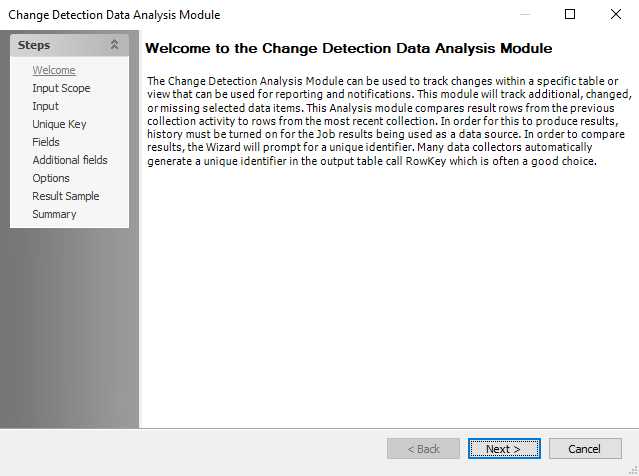 Change Detection Data Analysis Module
Steps
Welcome
Input Scope
Input
Unique Key
Fields
Additional fields
Options
Result Sample
Summary
Welcome to the Change Detection Data Analysis Module
The Change Detection Analysis Module can be used to track changes within a specific table or
view that can be used for reporting and notifications. This module will track additional, changed,
or missing selected data items. This Analysis module compares result rows from the previous
collection activity to rows from the most recent collection. In order for this to produce results,
history must be turned on for the Job results being used as a data source. In order to compare
results, the Wizard will prompt for a unique identifier. Many data collectors automatically
generate a unique identifier in the output table call RowKey which is often a good choice.
< Back
Next >
Cancel